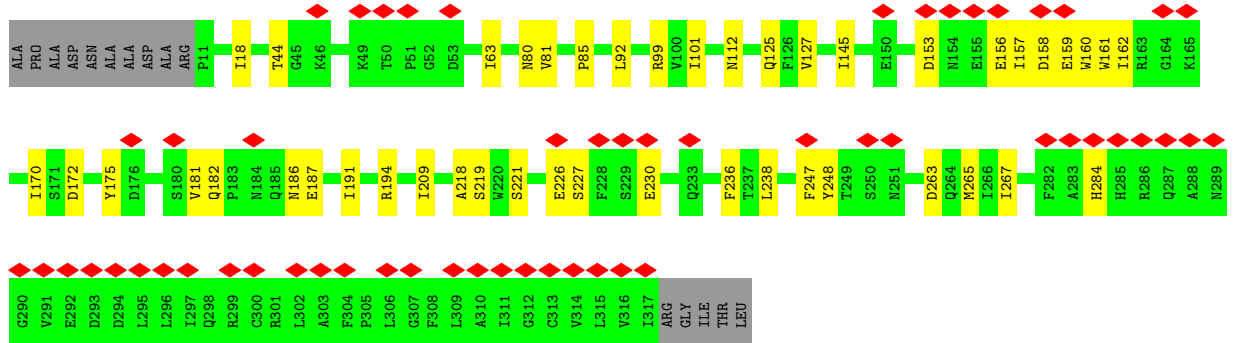 ALA PRO ALA ASP ASN ALA ALA ASP ALA ARG P11 I18 T44 G45 K46 K49 T50 P51 G52 D53 I63 N80 V81 P85 L92 R99 V100 I101 N112 Q125 F126 V127 I145 E150 D153 N154 E155 E156 I157 D158 E159 W160 W161 I162 R163 G164 K165
I170 S171 D172 Y175 D176 S180 V181 Q182 P183 N184 Q185 N186 E187 I191 R194 I209 A218 S219 W220 S221 E226 S227 F228 S229 E230 Q233 F236 T237 L238 F247 Y248 T249 S250 N251 D263 Q264 M265 I266 I267 F282 A283 H284 H285 R286 Q287 A288 N289
G290 V291 E292 D293 D294 L295 L296 I297 Q298 R299 C300 R301 L302 A303 F304 P305 L306 G307 F308 L309 A310 I311 G312 C313 V314 L315 V316 I317 ARG GLY ILE THR LEU